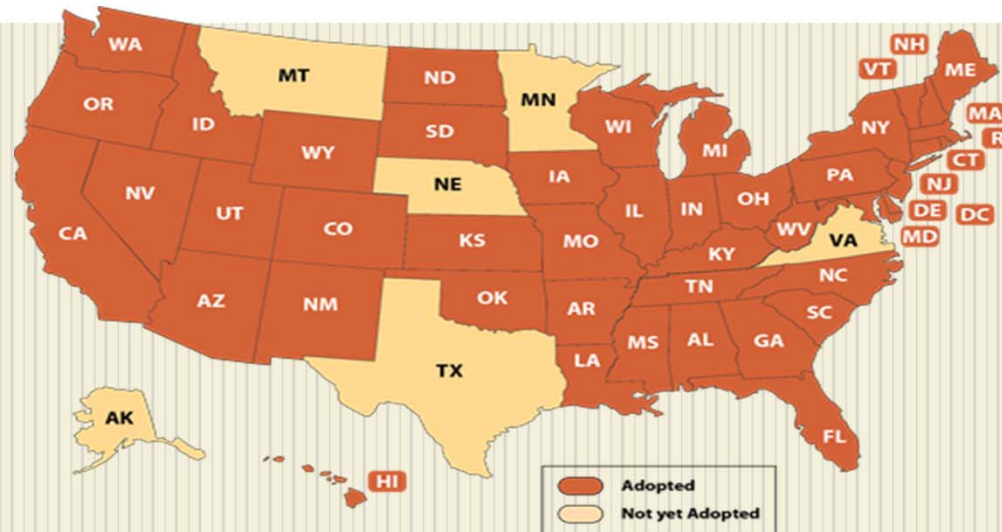 WA
MT
ND
MN
NH
VT
ME
OR
ID
SD
WI
MI
NY
MA
R
WY
NE
IA
PA
CT
NV
UT
CO
IL
IN
OH
NJ
DE
DC
CA
KS
MO
KY
WV
VA
MD
AZ
NM
OK
AR
TN
NC
SC
TX
LA
MS
AL
GA
AK
FL
HI
Adopted
Not yet Adopted